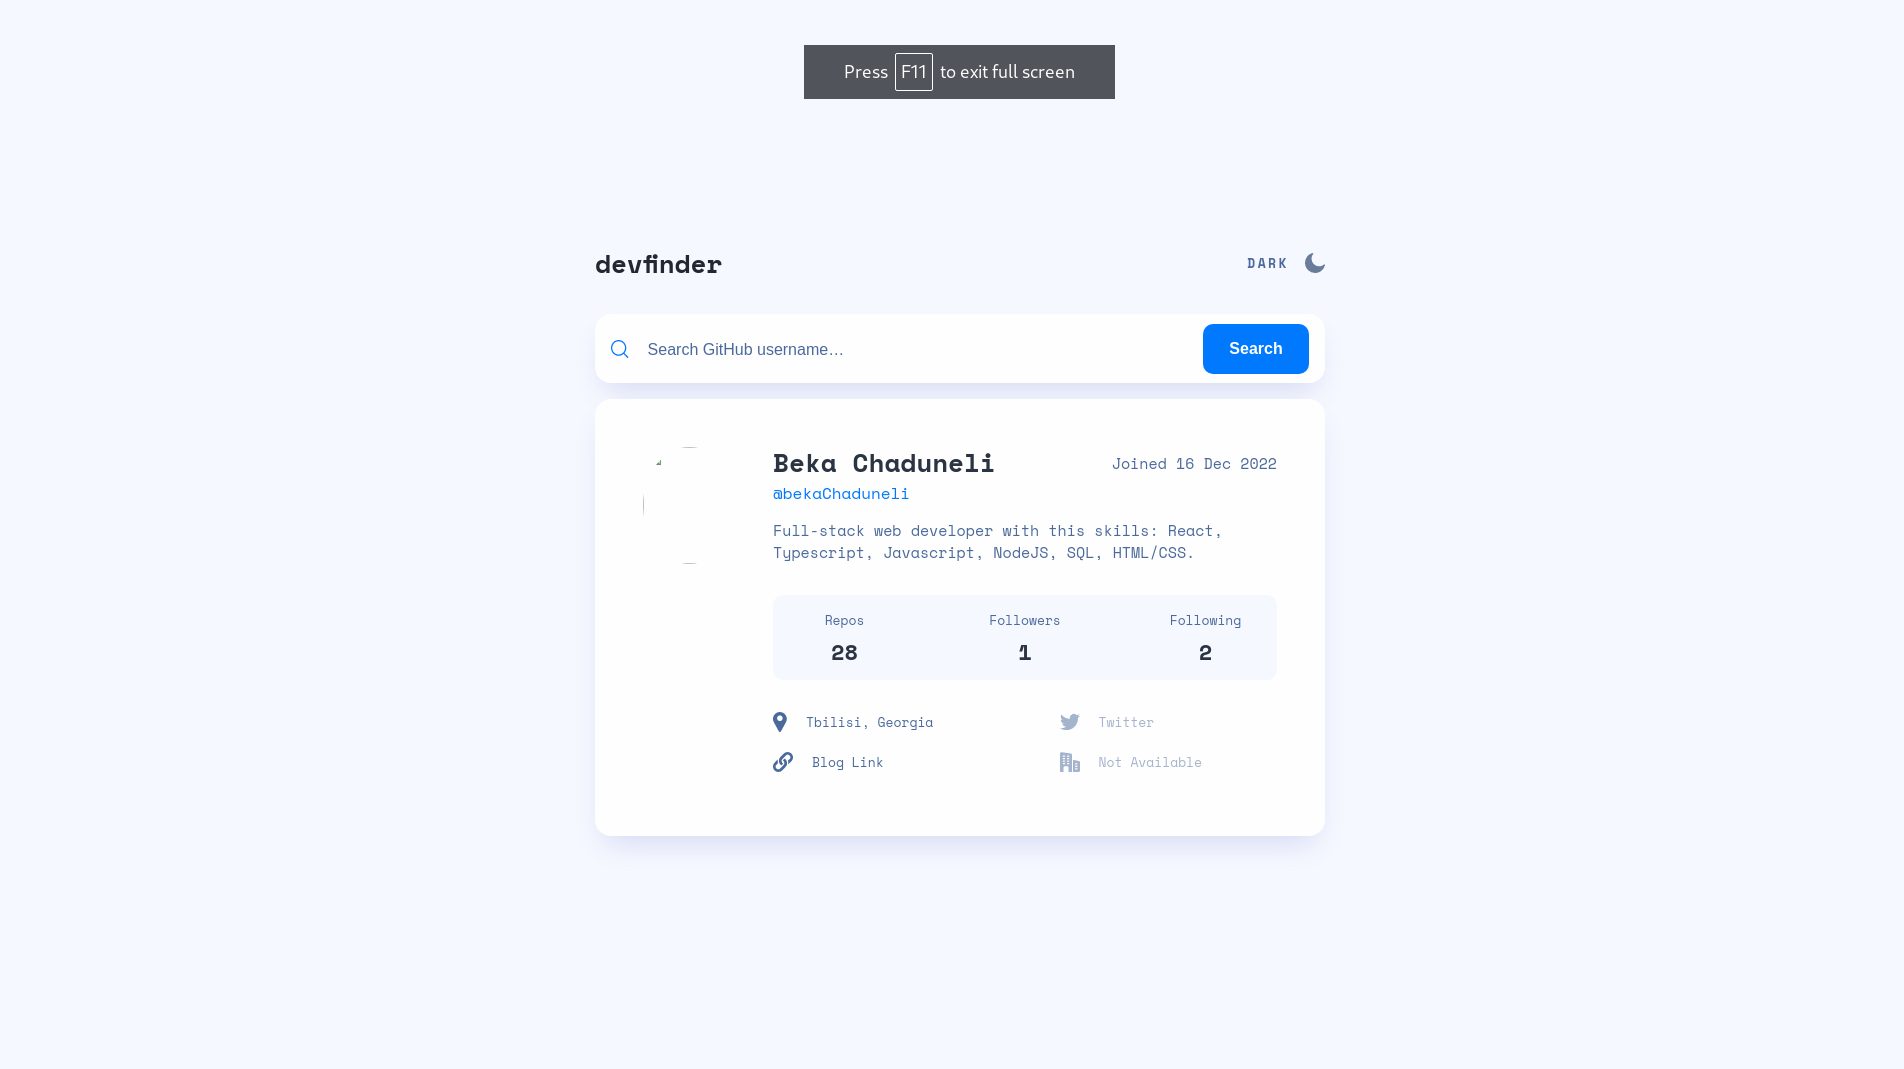 Press F11 to exit full screen
devfinder
DARK
Search GitHub username…
Search
Beka Chaduneli
Joined 16 Dec 2022
@bekaChaduneli
Full-stack web developer with this skills: React,
Typescript, Javascript, NodeJS, SQL, HTML/CSS.
Repos
Followers
Following
28
1
2
Tbilisi, Georgia
Twitter
Blog Link
Not Available